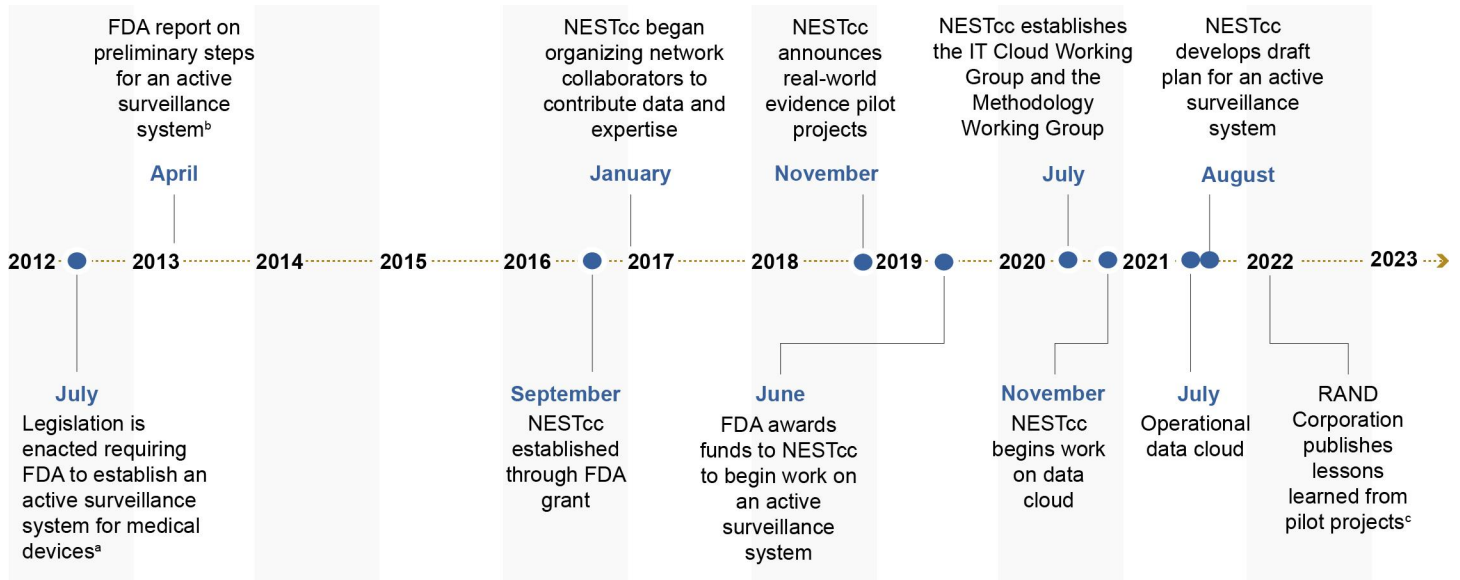 FDA report on
preliminary steps
for an active
surveillance
systemᵇ
April
NESTcc began
organizing network
collaborators to
contribute data and
expertise
January
NESTcc
announces
real-world
evidence pilot
projects
November
NESTcc establishes
the IT Cloud Working
Group and the
Methodology
Working Group
July
NESTcc
develops draft
plan for an active
surveillance
system
August
2012 2013 2014 2015 2016 2017 2018 2019 2020 2021 2022 2023
July
Legislation is
enacted requiring
FDA to establish an
active surveillance
system for medical
devicesᵃ
September
NESTcc
established
through FDA
grant
June
FDA awards
funds to NESTcc
to begin work on
an active
surveillance
system
November
NESTcc
begins work
on data
cloud
July
Operational
data cloud
RAND
Corporation
publishes
lessons
learned from
pilot projectsᶜ